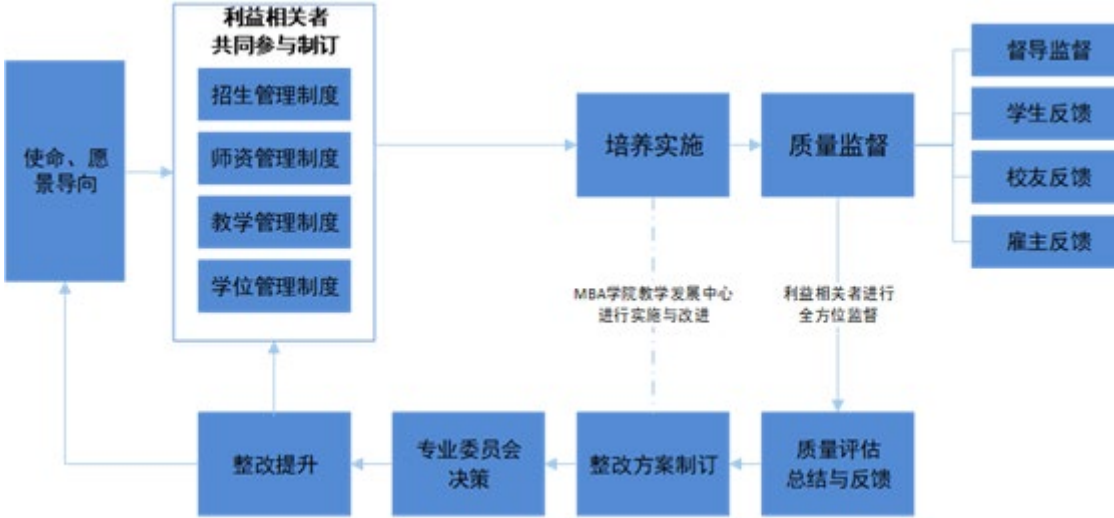 使命、愿
景导向
利益相关者
共同参与制订
招生管理制度
师资管理制度
教学管理制度
学位管理制度
培养实施
质量监督
督导监督
学生反馈
校友反馈
雇主反馈
MBA学院教学发展中心
进行实施与改进
利益相关者进行
全方位监督
整改提升
专业委员会
决策
整改方案制订
质量评估
总结与反馈